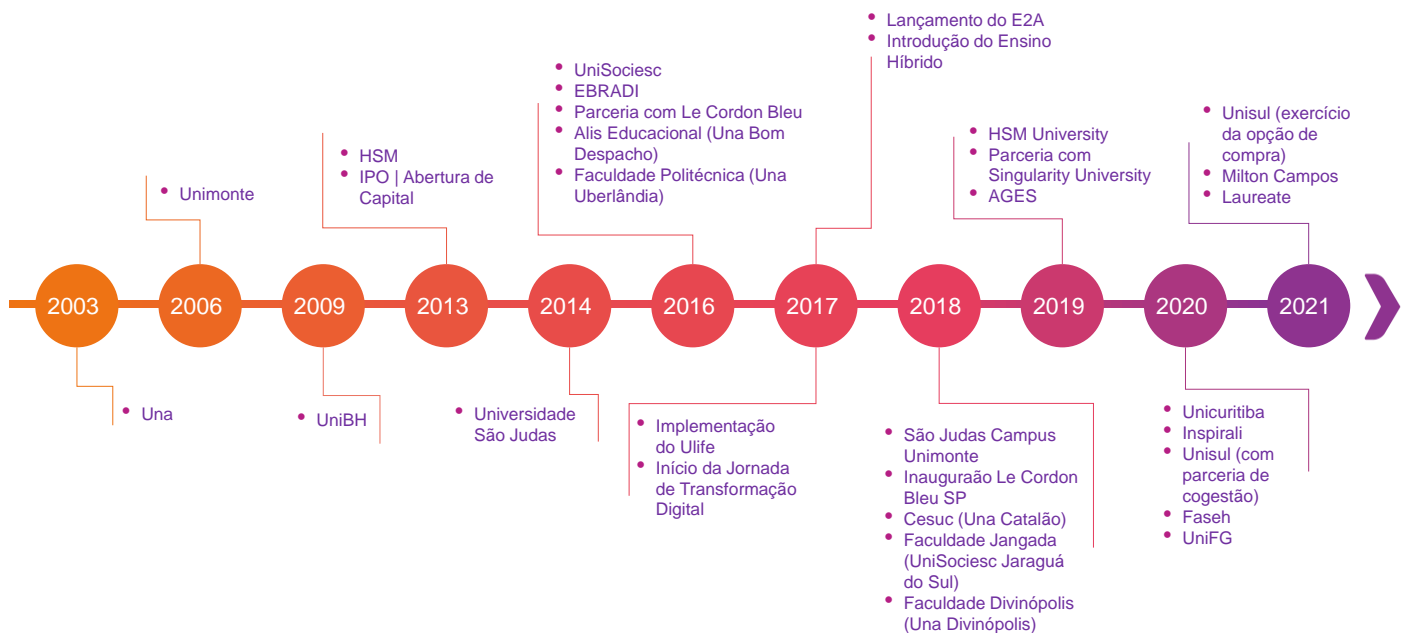 • Lançamento do E2A
• Introdução do Ensino
Híbrido
• UniSociesc
• EBRADI
• Parceria com Le Cordon Bleu
• Alis Educacional (Una Bom
Despacho)
• Faculdade Politécnica (Una
Uberlândia)
• HSM
• IPO | Abertura de
Capital
• Unimonte
• HSM University
• Parceria com
Singularity University
• AGES
• Unisul (exercício
da opção de
compra)
• Milton Campos
• Laureate
2003
2006
2009
2013
2014
2016
2017
2018
2019
2020
2021
• Una
• UniBH
• Universidade
São Judas
• Implementação
do Ulife
• Início da Jornada
de Transformação
Digital
• São Judas Campus
Unimonte
• Inauguraão Le Cordon
Bleu SP
• Cesuc (Una Catalão)
• Faculdade Jangada
(UniSociesc Jaraguá
do Sul)
• Faculdade Divinópolis
(Una Divinópolis)
• Unicuritiba
• Inspirali
• Unisul (com
parceria de
cogestão)
• Faseh
• UniFG